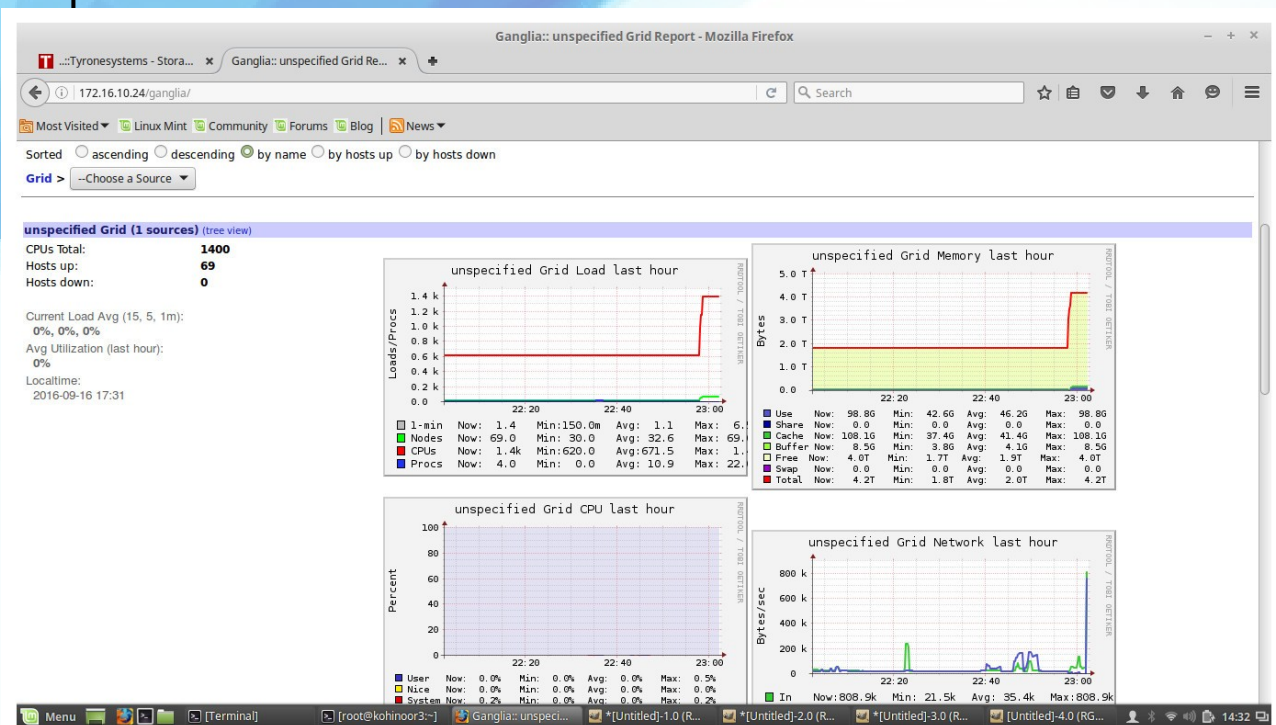 Ganglia:: unspecified Grid Report - Mozilla Firefox
T ..::Tyronesystems - Stora... × Ganglia:: unspecified Grid Re... ×
172.16.10.24/ganglia/ Search
Most Visited Linux Mint Community Forums Blog News
Sorted ascending descending by name by hosts up by hosts down
Grid > --Choose a Source
unspecified Grid (1 sources) (tree view)
CPUs Total: 1400
Hosts up: 69
Hosts down: 0
Current Load Avg (15, 5, 1m):
0%, 0%, 0%
Avg Utilization (last hour):
0%
Localtime:
2016-09-16 17:31
unspecified Grid Load last hour
RRDTOOL / TOBI OETIKER
Loads/Procs
1.4 k
1.2 k
1.0 k
0.8 k
0.6 k
0.4 k
0.2 k
0.0
22:20 22:40 23:00
1-min Now: 1.4 Min:150.0m Avg: 1.1 Max: 6.
Nodes Now: 69.0 Min: 30.0 Avg: 32.6 Max: 69.
CPUs Now: 1.4k Min:620.0 Avg:671.5 Max: 1.
Procs Now: 4.0 Min: 0.0 Avg: 10.9 Max: 22.
unspecified Grid Memory last hour
RRDTOOL / TOBI OETIKER
Bytes
5.0 T
4.0 T
3.0 T
2.0 T
1.0 T
0.0
22:20 22:40 23:00
Use Now: 98.8G Min: 42.6G Avg: 46.2G Max: 98.8G
Share Now: 0.0 Min: 0.0 Avg: 0.0 Max: 0.0
Cache Now: 108.1G Min: 37.4G Avg: 41.4G Max: 108.1G
Buffer Now: 8.5G Min: 3.8G Avg: 4.1G Max: 8.5G
Free Now: 4.0T Min: 1.7T Avg: 1.9T Max: 4.0T
Swap Now: 0.0 Min: 0.0 Avg: 0.0 Max: 0.0
Total Now: 4.2T Min: 1.8T Avg: 2.0T Max: 4.2T
unspecified Grid CPU last hour
RRDTOOL / TOBI OETIKER
Percent
100
80
60
40
20
0
22:20 22:40 23:00
User Now: 0.0% Min: 0.0% Avg: 0.0% Max: 0.5%
Nice Now: 0.0% Min: 0.0% Avg: 0.0% Max: 0.0%
System Now: 0.2% Min: 0.0% Avg: 0.0% Max: 0.2%
unspecified Grid Network last hour
RRDTOOL / TOBI OETIKER
Bytes/sec
800 k
600 k
400 k
200 k
0
22:20 22:40 23:00
In Now:808.9k Min: 21.5k Avg: 35.4k Max:808.9k
Menu [Terminal] [root@kohinoor3:~] Ganglia:: unspeci... *[Untitled]-1.0 (R... *[Untitled]-2.0 (R... *[Untitled]-3.0 (R... [Untitled]-4.0 (RG... 14:32